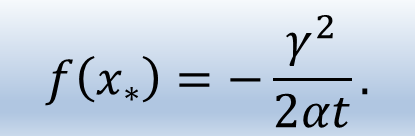 f(x_*) = -\frac{\gamma^2}{2\alpha t}.